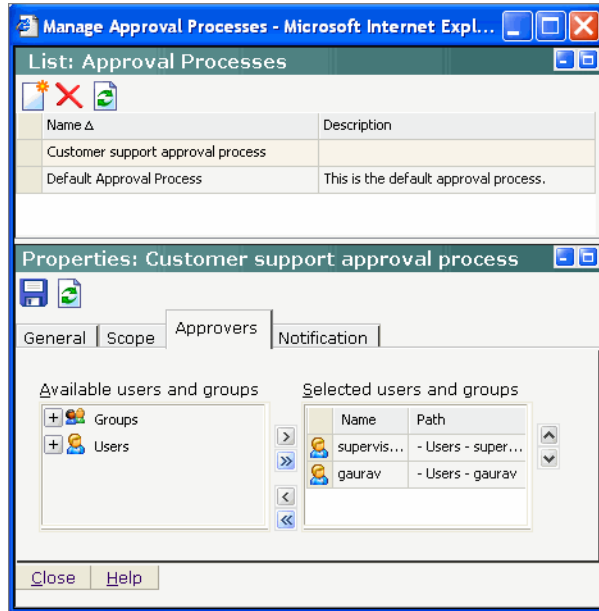 Manage Approval Processes - Microsoft Internet Expl...
List: Approval Processes
Name Description
Customer support approval process
Default Approval Process This is the default approval process.
Properties: Customer support approval process
General Scope Approvers Notification
Available users and groups Selected users and groups
Groups Name Path
Users supervis... - Users - super...
gaurav - Users - gaurav
Close Help